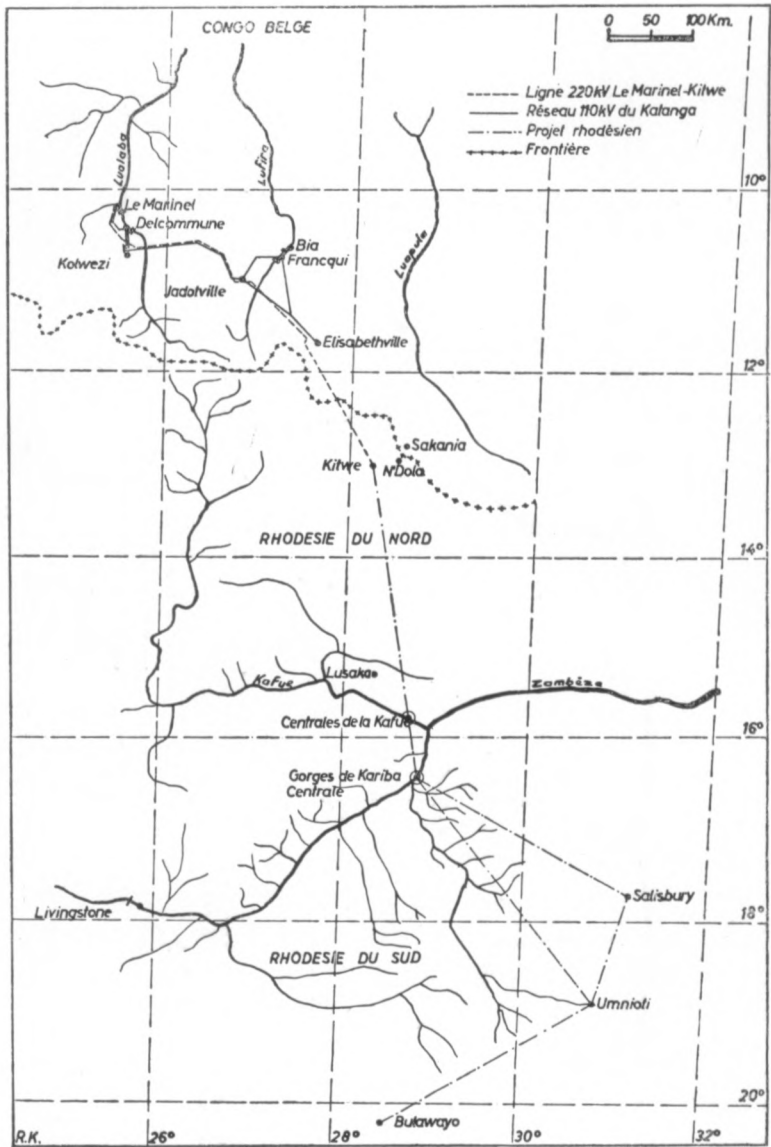 CONGO BELGE
0 50 100 Km.
Ligne 220kV Le Marinel-Kitwe
Réseau 110kV du Katanga
Projet rhodésien
Frontière
Lualaba
Lufira
Luapula
10°
Le Marinel
Delcommune
Kolwezi
Bia
Francqui
Jadotville
Elisabethville
12°
Sakania
Kitwe
N'Dola
RHODESIE DU NORD
14°
Kafue
Lusaka
Zambèze
Centrales de la Kafue
16°
Gorges de Kariba
Centrale
Livingstone
Salisbury
18°
RHODESIE DU SUD
Umnioti
20°
Bulawayo
R.K.
26°
28°
30°
32°